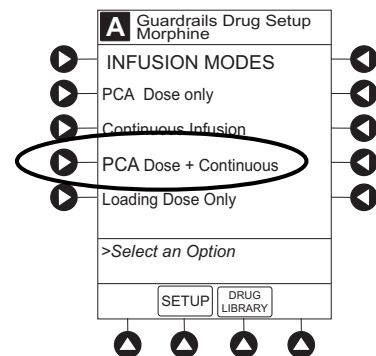 A Guardrails Drug Setup
Morphine
INFUSION MODES
PCA Dose only
Continuous Infusion
PCA Dose + Continuous
Loading Dose Only
>Select an Option
SETUP
DRUG
LIBRARY